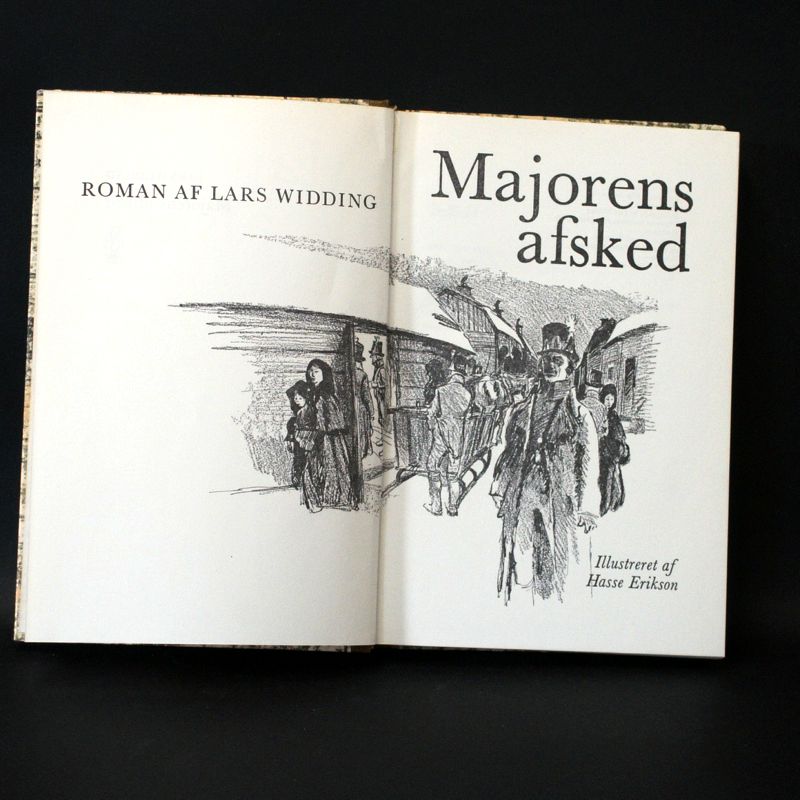 ROMAN AF LARS WIDDING
Majorens
afsked
Illustreret af
Hasse Erikson